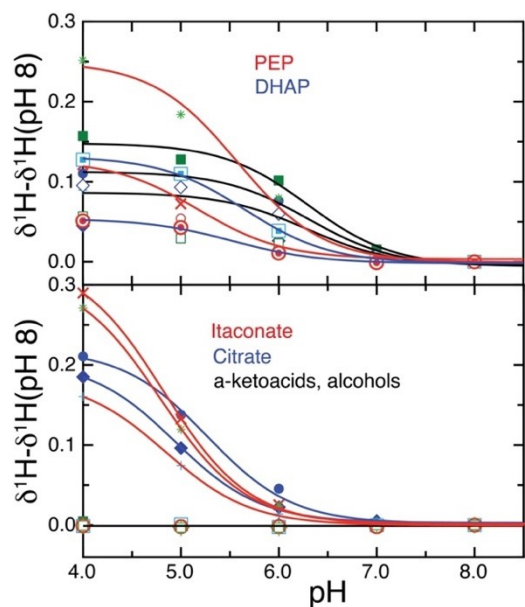 0.3
0.2
0.1
0.0
δ¹H-δ¹H(pH 8)
PEP
DHAP
0.3
0.2
0.1
0.0
δ¹H-δ¹H(pH 8)
Itaconate
Citrate
a-ketoacids, alcohols
4.0 5.0 6.0 7.0 8.0
pH